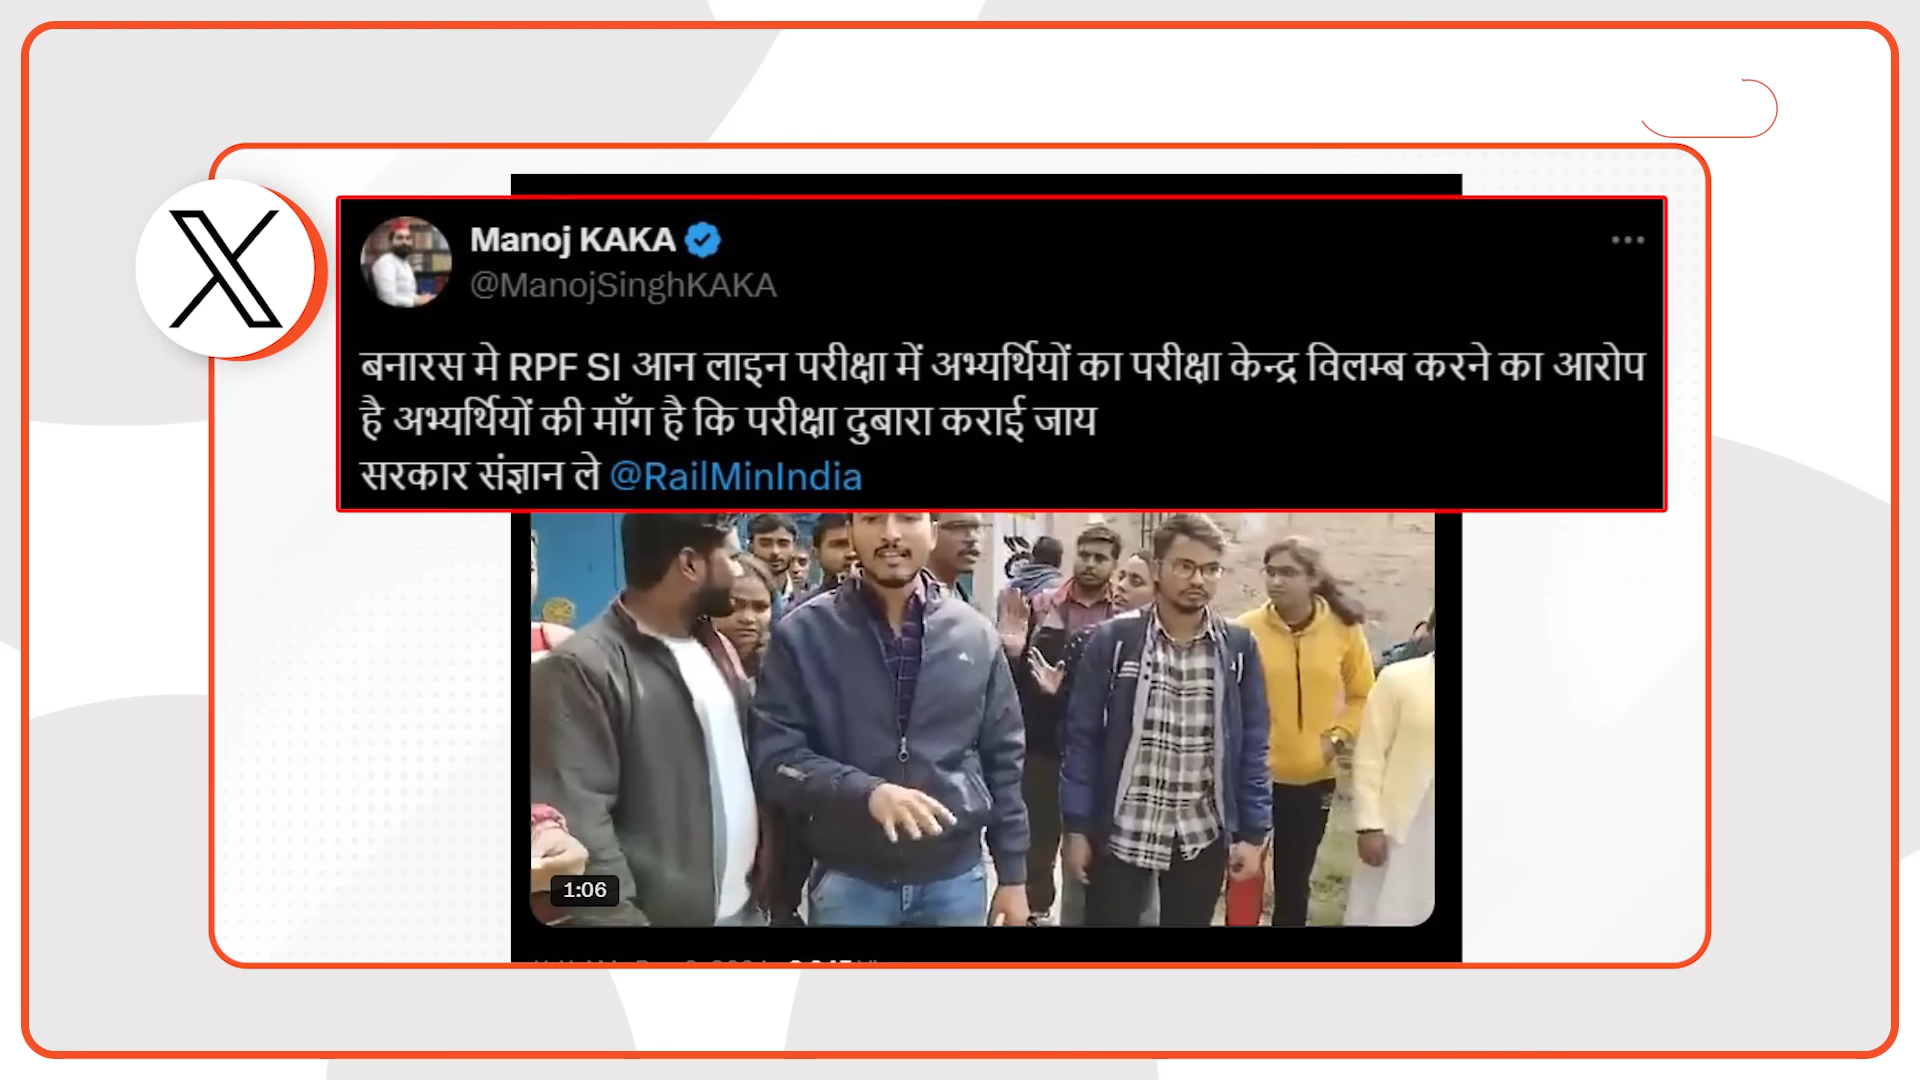 Manoj KAKA
@ManojSinghKAKA
बनारस मे RPF SI आन लाइन परीक्षा में अभ्यर्थियों का परीक्षा केन्द्र विलम्ब करने का आरोप
है अभ्यर्थियों की माँग है कि परीक्षा दुबारा कराई जाय
सरकार संज्ञान ले @RailMinIndia
1:06